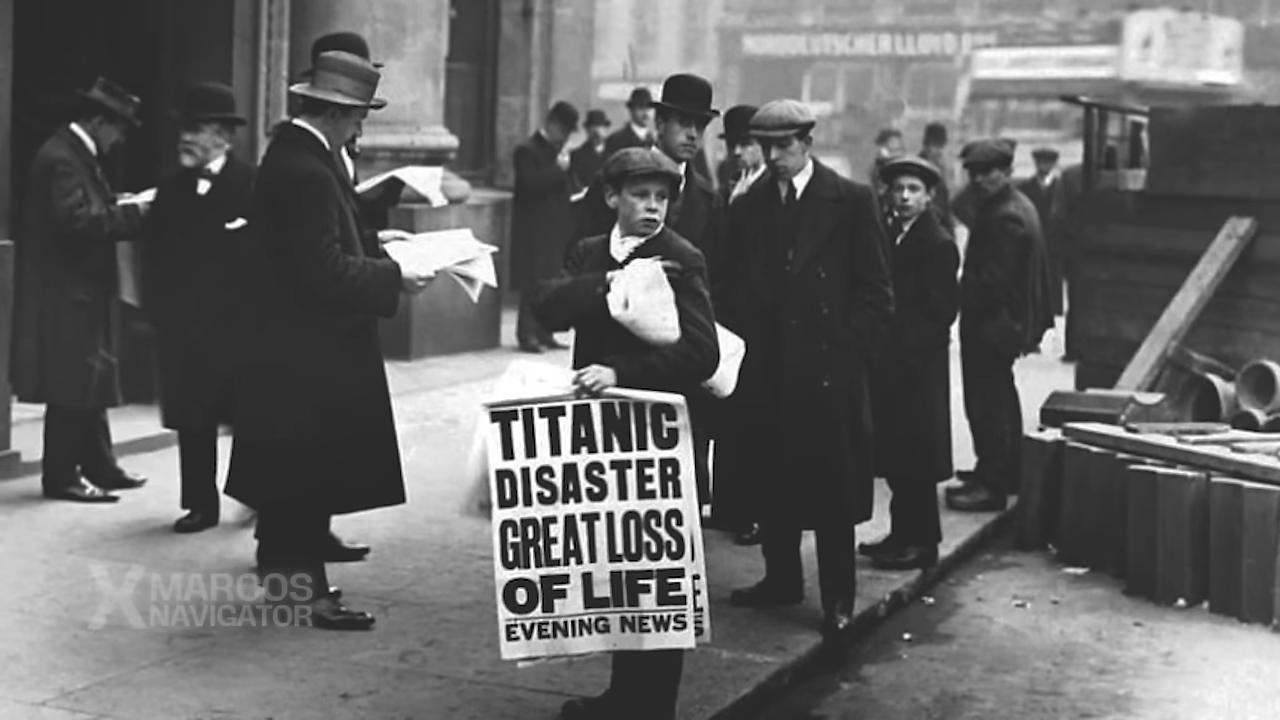 NORDDEUTSCHER LLOYD
TITANIC
DISASTER
GREAT LOSS
OF LIFE
EVENING NEWS
X MARCOS
NAVIGATOR